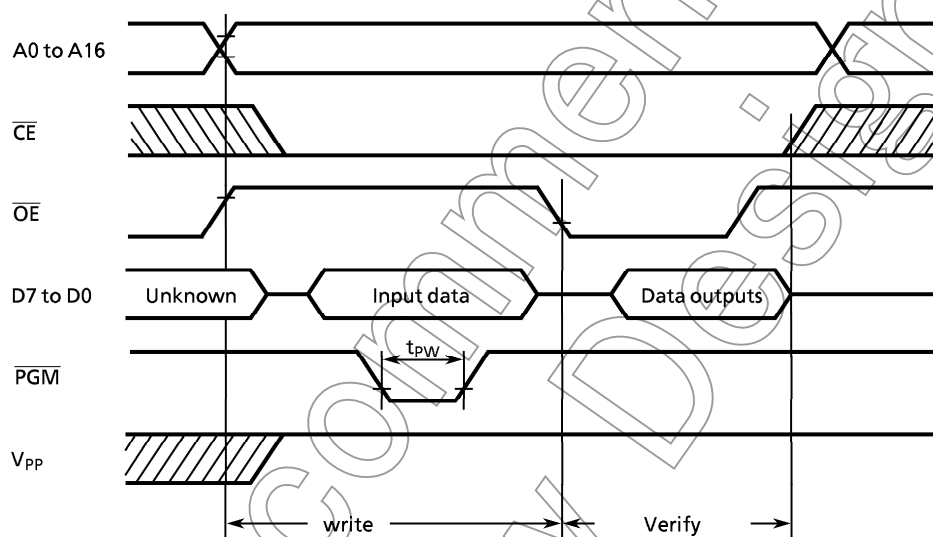 A0 to A16
CE
OE
D7 to D0 Unknown Input data Data outputs
tPW
PGM
VPP
write Verify